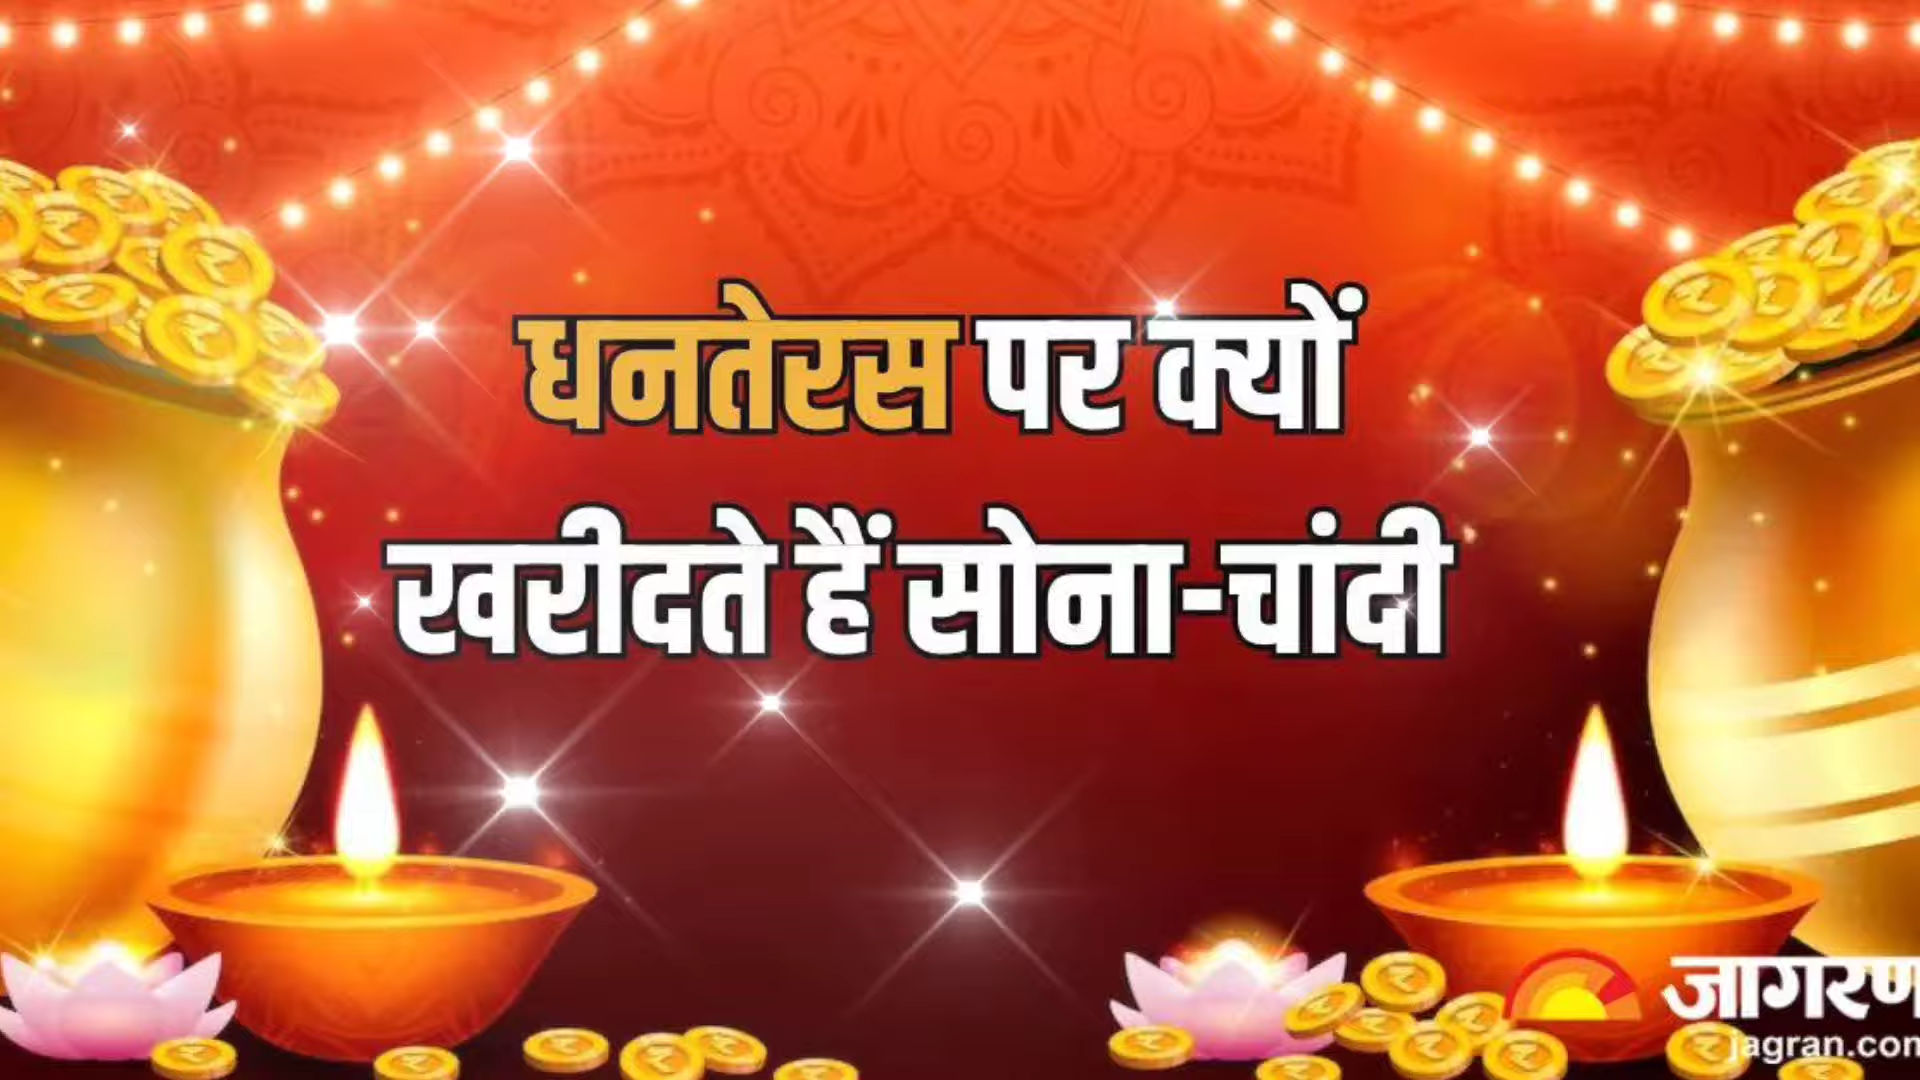 धनतेरस पर क्यों
खरीदते हैं सोना-चांदी
जागरण
jagran.com